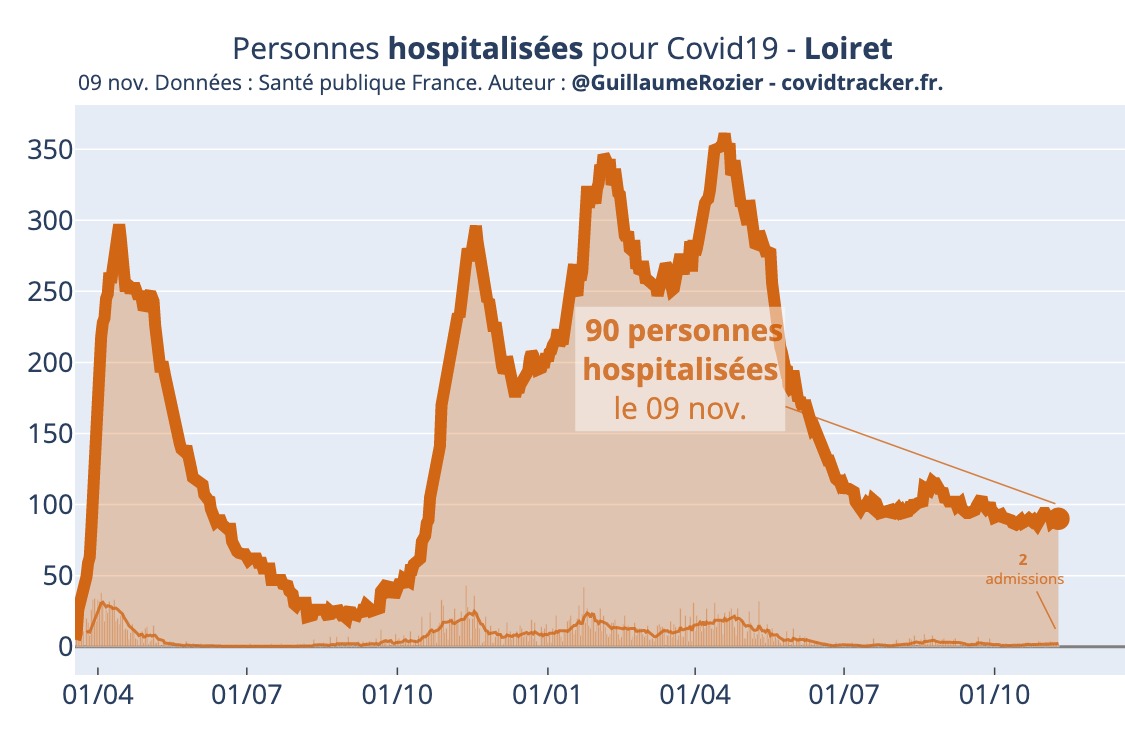 Personnes hospitalisées pour Covid19 - Loiret
09 nov. Données : Santé publique France. Auteur : @GuillaumeRozier - covidtracker.fr.
350
300
250
200
150
100
50
0
90 personnes
hospitalisées
le 09 nov.
2
admissions
01/04 01/07 01/10 01/01 01/04 01/07 01/10